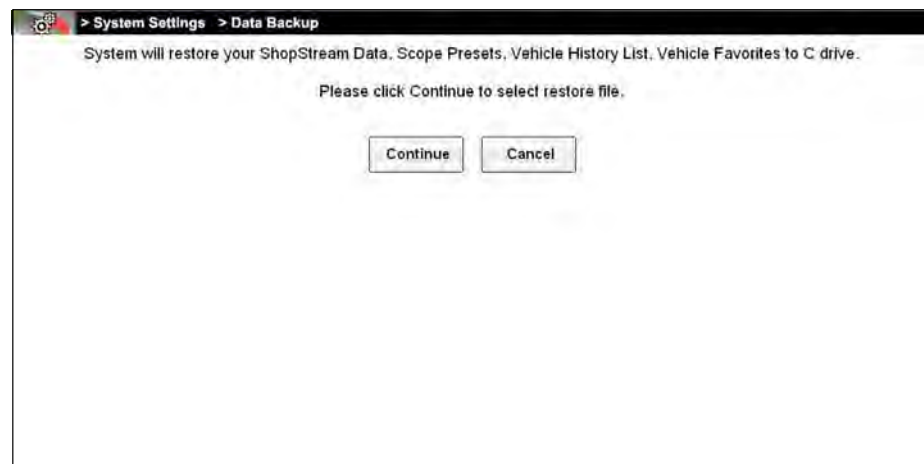 > System Settings > Data Backup
System will restore your ShopStream Data, Scope Presets, Vehicle History List, Vehicle Favorites to C drive.
Please click Continue to select restore file.
Continue Cancel